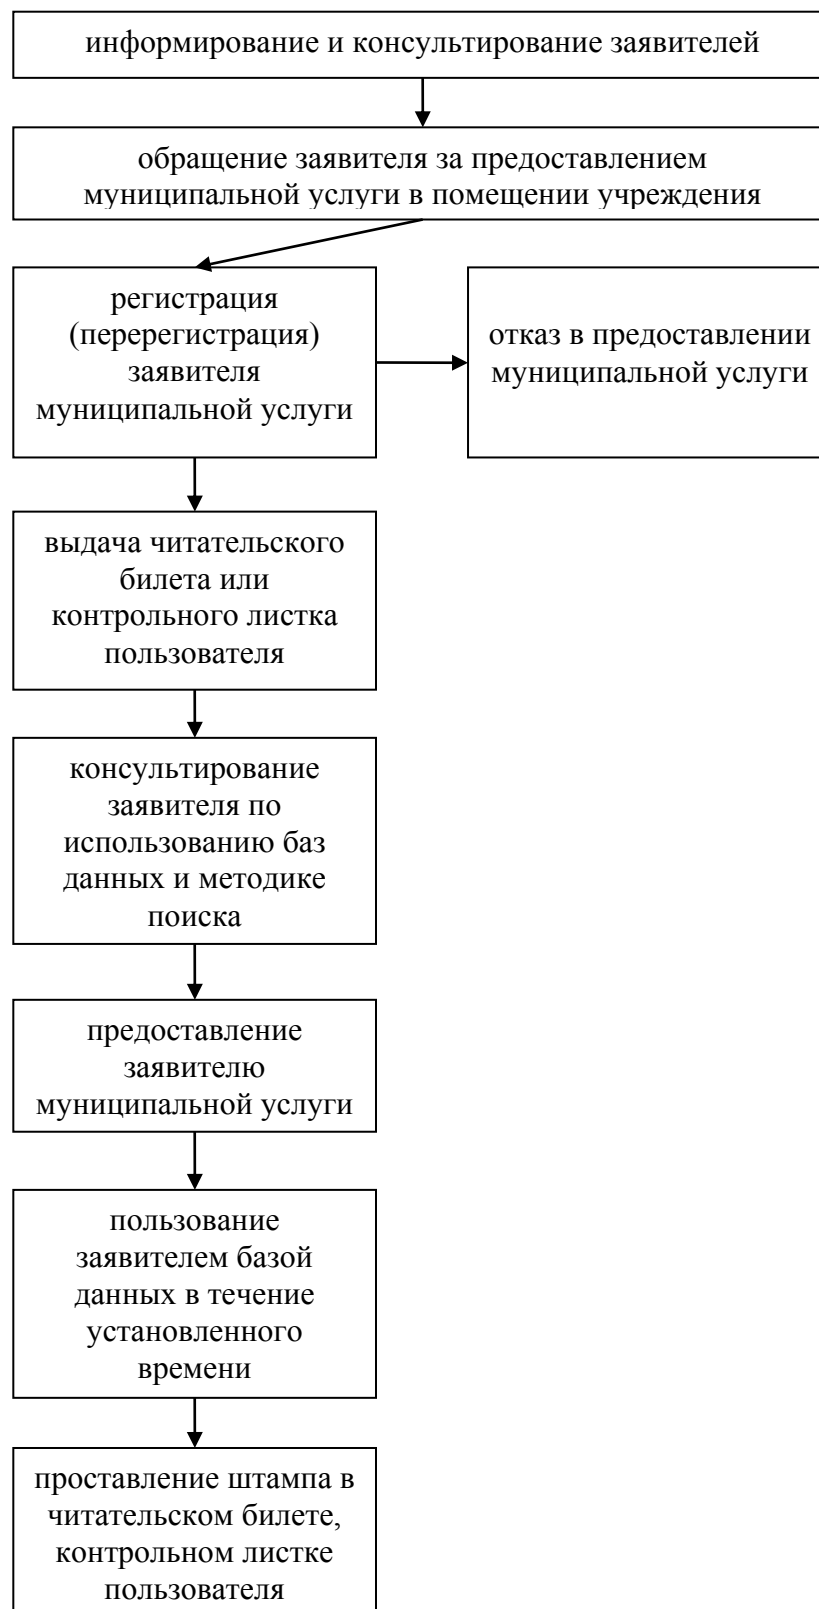 информирование и консультирование заявителей
обращение заявителя за предоставлением
муниципальной услуги в помещении учреждения
регистрация
(перерегистрация)
заявителя
муниципальной услуги
отказ в предоставлении
муниципальной услуги
выдача читательского
билета или
контрольного листка
пользователя
консультирование
заявителя по
использованию баз
данных и методике
поиска
предоставление
заявителю
муниципальной услуги
пользование
заявителем базой
данных в течение
установленного
времени
проставление штампа в
читательском билете,
контрольном листке
пользователя